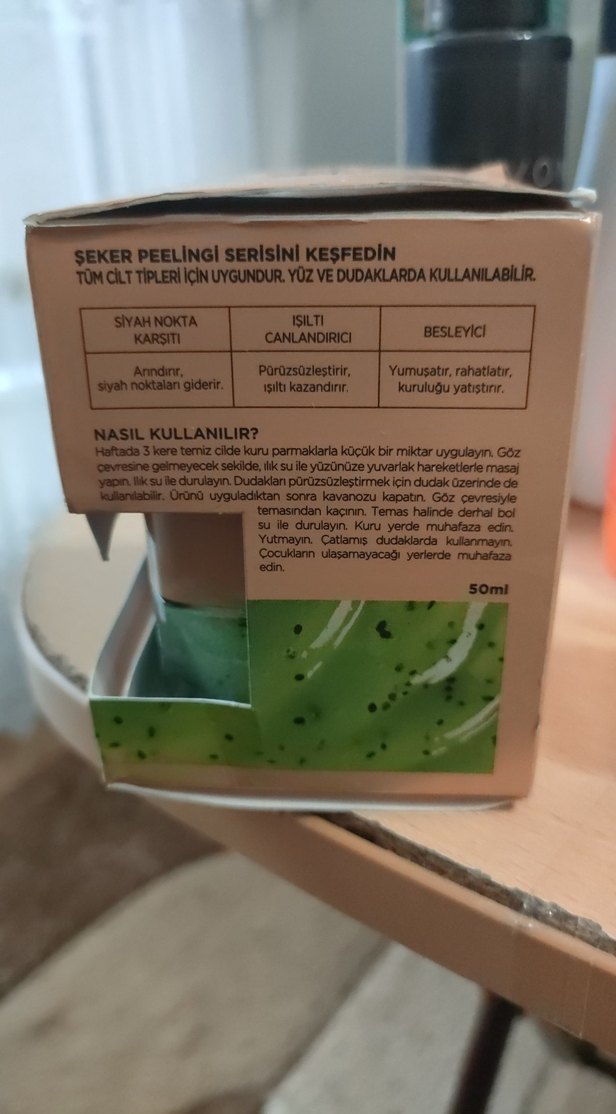 ŞEKER PEELİNGİ SERİSİNİ KEŞFEDİN
TÜM CİLT TİPLERİ İÇİN UYGUNDUR. YÜZ VE DUDAKLARDA KULLANILABİLİR.
SİYAH NOKTA KARŞITI
IŞILTI CANLANDIRICI
BESLEYİCİ
Arındırır, siyah noktaları giderir.
Pürüzsüzleştirir, ışıltı kazandırır.
Yumuşatır, rahatlatır, kuruluğu yatıştırır.
NASIL KULLANILIR?
Haftada 3 kere temiz cilde kuru parmaklarla küçük bir miktar uygulayın. Göz
çevresine gelmeyecek sekilde, ılık su ile yüzünüze yuvarlak hareketlerle masaj
yapın. Ilık su ile durulayın. Dudakları pürüzsüzleştirmek için dudak üzerinde de
kullanılabilir. Ürünü uyguladıktan sonra kavanozu kapatın. Göz çevresiyle
temasından kaçının. Temas halinde derhal bol
su ile durulayın. Kuru yerde muhafaza edin.
Yutmayın. Çatlamış dudaklarda kullanmayın.
Çocukların ulaşamayacağı yerlerde muhafaza
edin.
50ml